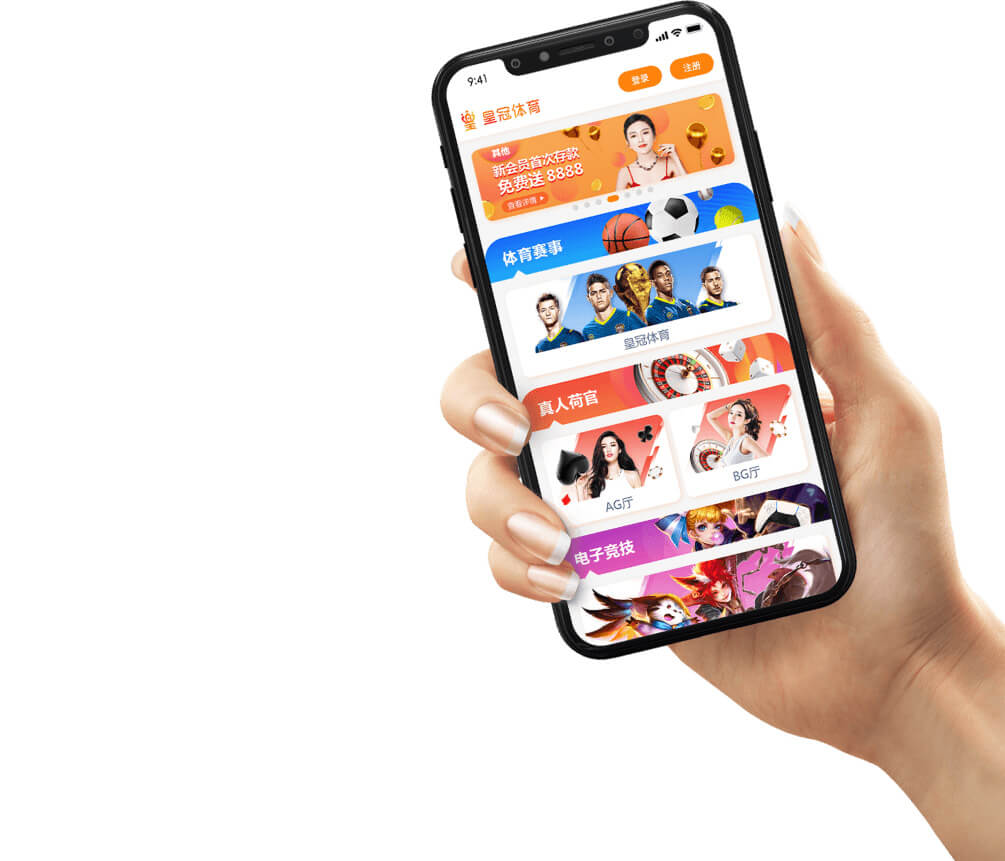 9:41
登录
注册
皇冠体育
其他
新会员首次存款
免费送 8888
查看详情
体育赛事
皇冠体育
真人荷官
AG厅
BG厅
电子竞技